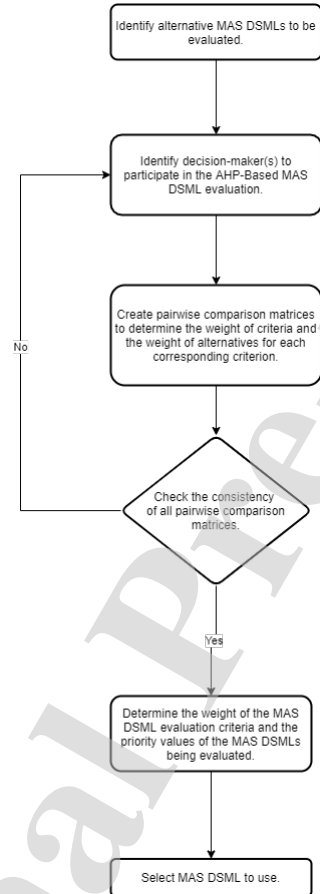 Identify alternative MAS DSMLs to be
evaluated.
Identify decision-maker(s) to
participate in the AHP-Based MAS
DSML evaluation.
Create pairwise comparison matrices
to determine the weight of criteria and
the weight of alternatives for each
corresponding criterion.
No
Check the consistency
of all pairwise comparison
matrices.
Yes
Determine the weight of the MAS
DSML evaluation criteria and the
priority values of the MAS DSMLs
being evaluated.
Select MAS DSML to use.